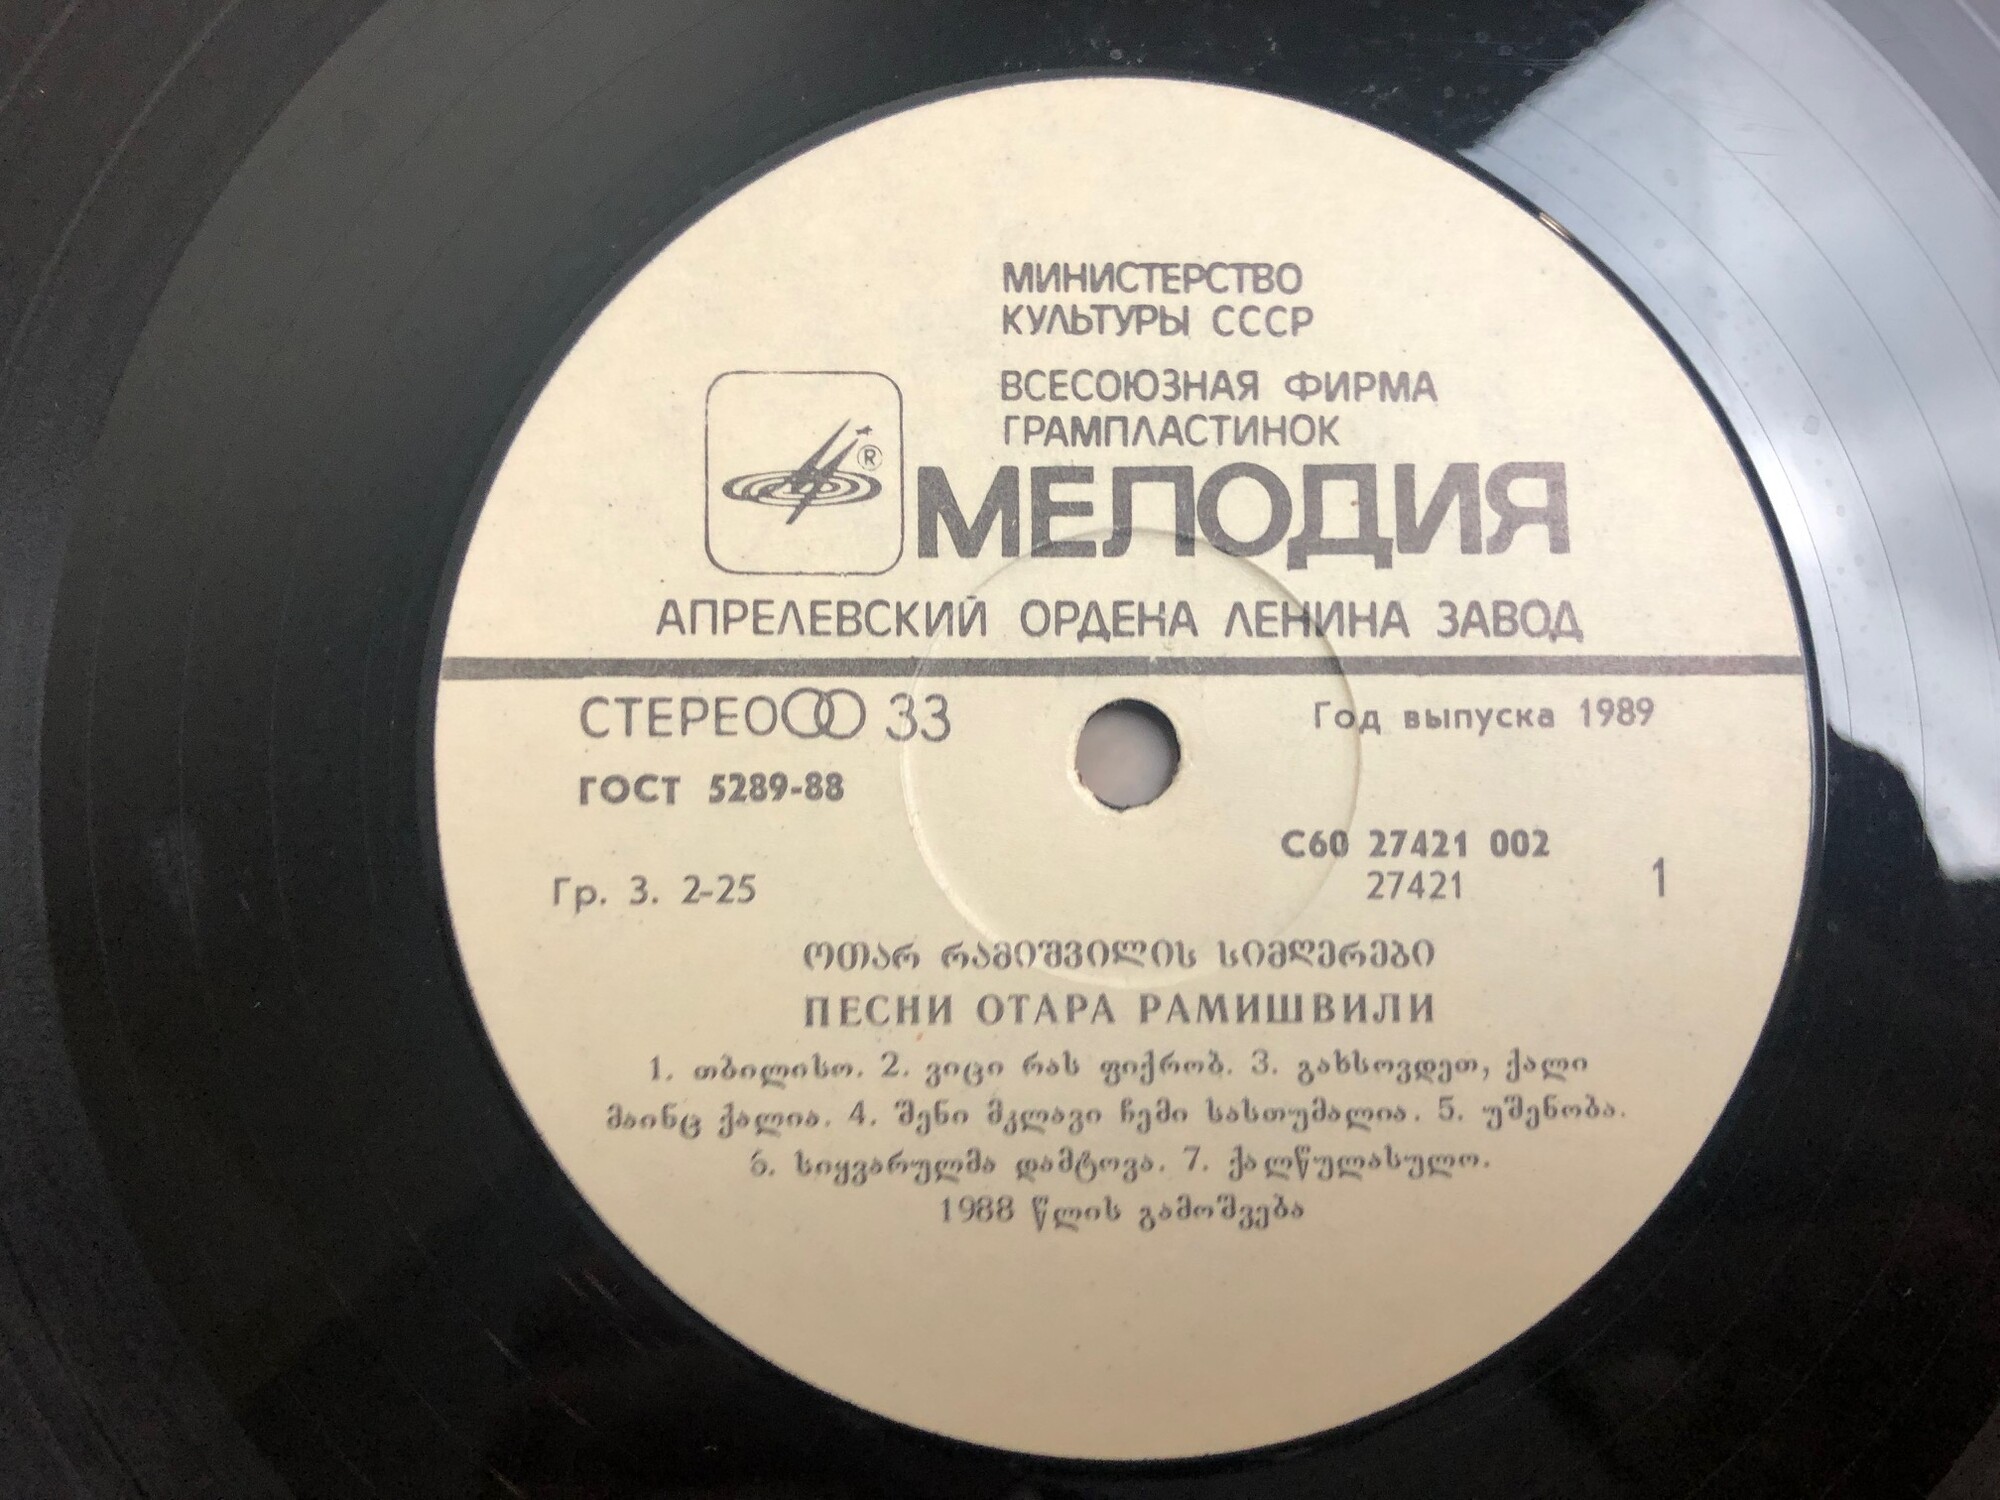 МИНИСТЕРСТВО
КУЛЬТУРЫ СССР
ВСЕСОЮЗНАЯ ФИРМА
ГРАМПЛАСТИНОК
®
МЕЛОДИЯ
АПРЕЛЕВСКИЙ ОРДЕНА ЛЕНИНА ЗАВОД
СТЕРЕО 33
Год выпуска 1989
ГОСТ 5289-88
С60 27421 002
Гр. 3. 2-25
27421
1
ოთარ რამიშვილის სიმღერები
ПЕСНИ ОТАРА РАМИШВИЛИ
1. თბილისო. 2. ვიცი რას ფიქრობ. 3. გახსოვდეთ, ქალი
მაინც ქალია. 4. შენი მკლავი ჩემი სასთუმალია. 5. უშენობა.
6. სიყვარულმა დამტოვა. 7. ქალწულასულო.
1988 წლის გამოშვება